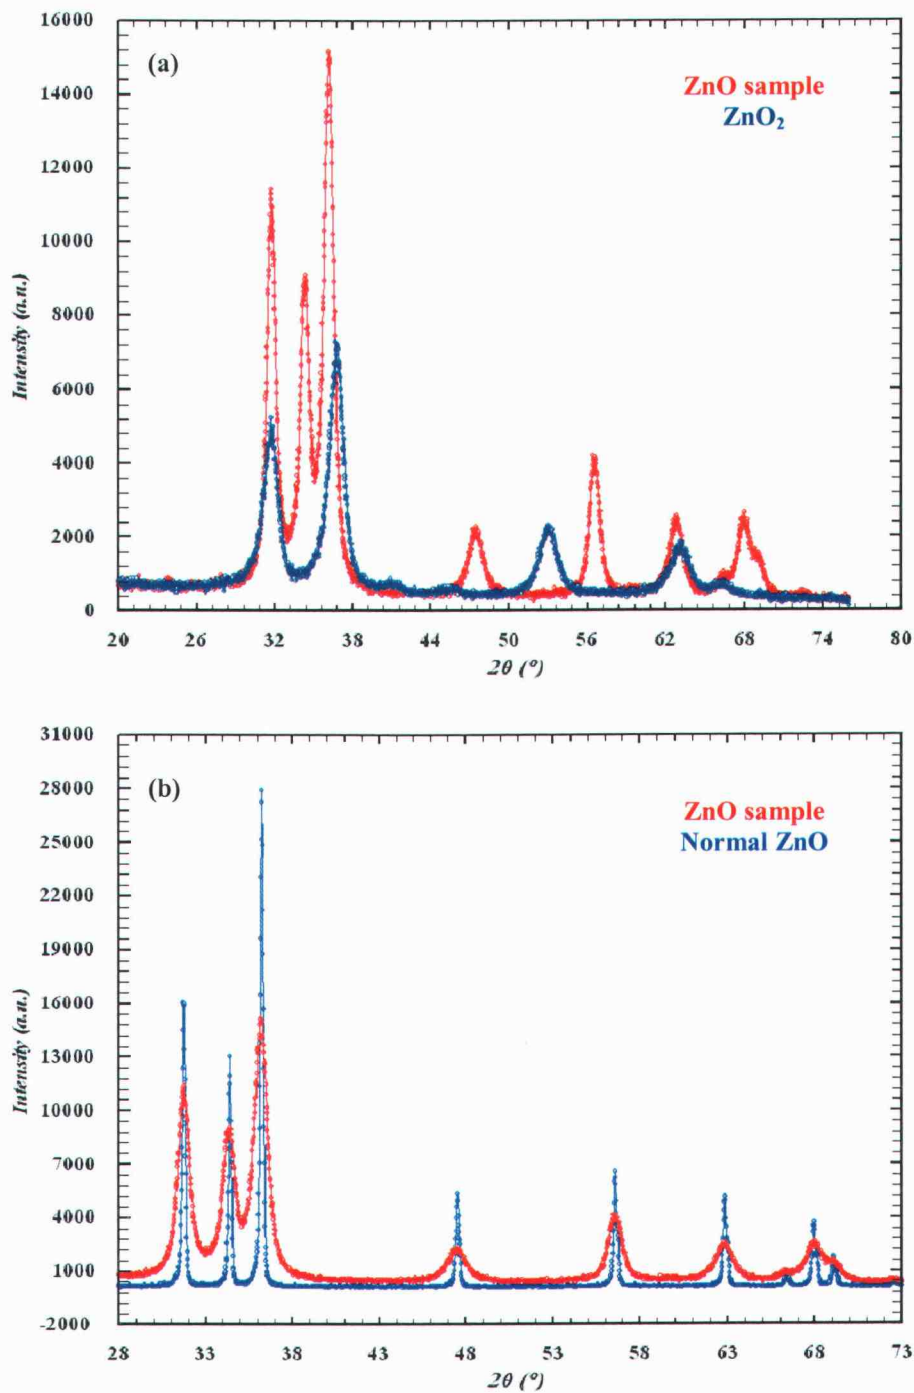 16000
(a)
ZnO sample
ZnO₂
14000
12000
10000
8000
6000
4000
2000
0
Intensity (a.u.)
20 26 32 38 44 50 56 62 68 74 80
2θ (°)
31000
(b)
ZnO sample
Normal ZnO
28000
25000
22000
19000
16000
13000
10000
7000
4000
1000
-2000
Intensity (a.u.)
28 33 38 43 48 53 58 63 68 73
2θ (°)